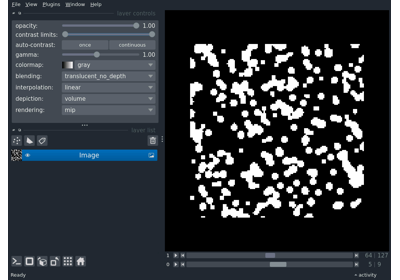 File View Plugins Window Help
layer controls
opacity: 1.00
contrast limits:
auto-contrast: once continuous
gamma: 1.00
colormap: gray
blending: translucent_no_depth
interpolation: linear
depiction: volume
rendering: mip
layer list
Image
1 64 127
0 5 9
Ready activity